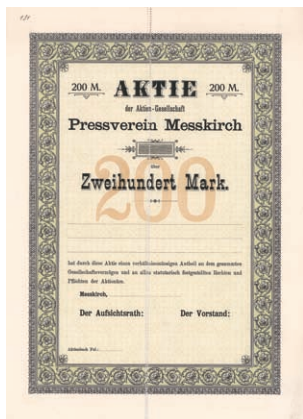 200 M. AKTIE 200 M.
der Aktien-Gesellschaft
Pressverein Messkirch
über
200
Zweihundert Mark.
hat durch diese Aktie einen verhältnissmässigen Antheil an dem gesammten
Gesellschaftsvermögen und an allen statutarisch festgestellten Rechten und
Pflichten der Aktionäre.
Messkirch,
Der Aufsichtsrath: Der Vorstand: